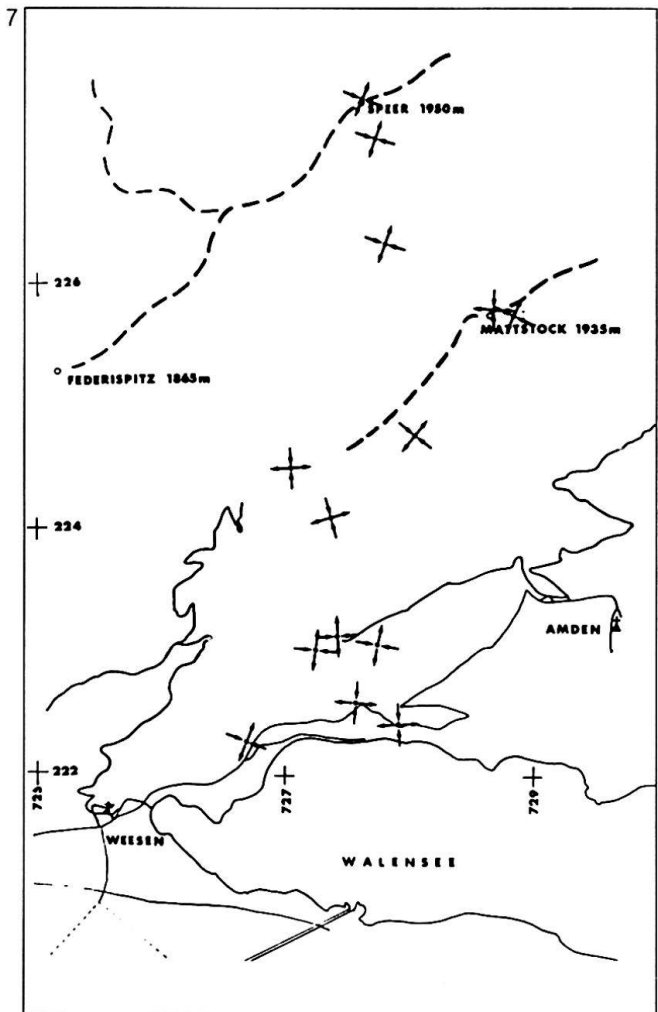 7
SPEER 1950m
226
MATTSTOCK 1935m
FEDERISPITZ 1865m
224
AMDEN
222
725
727
729
WEESEN
WALENSEE